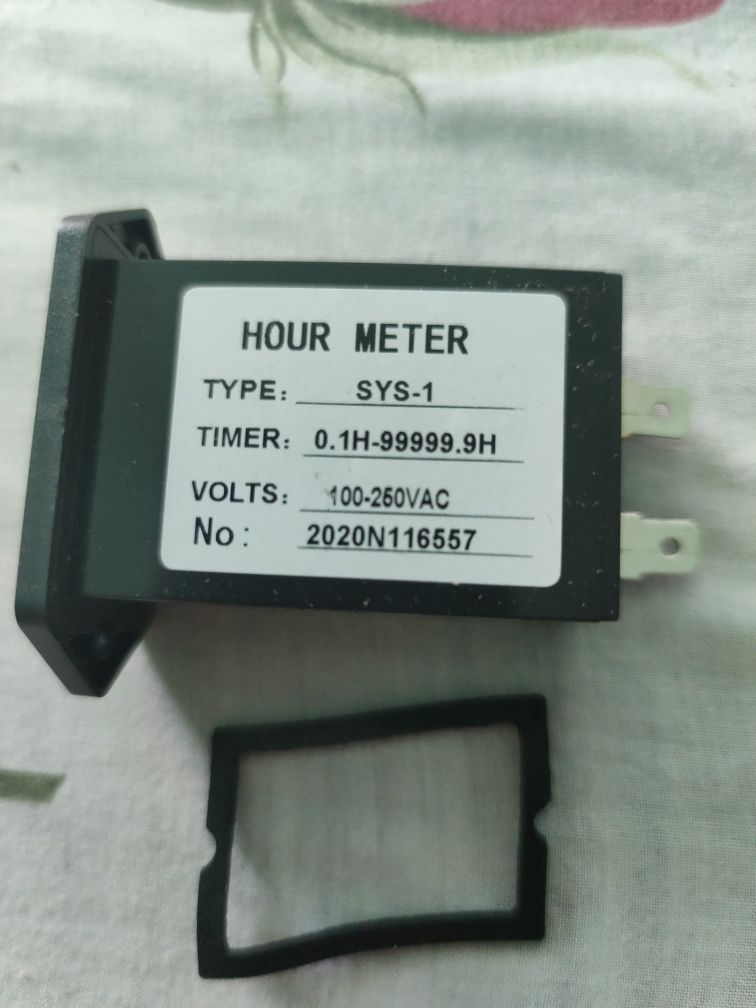 HOUR METER
TYPE: SYS-1
TIMER: 0.1H-99999.9H
VOLTS: 100-250VAC
No: 2020N116557